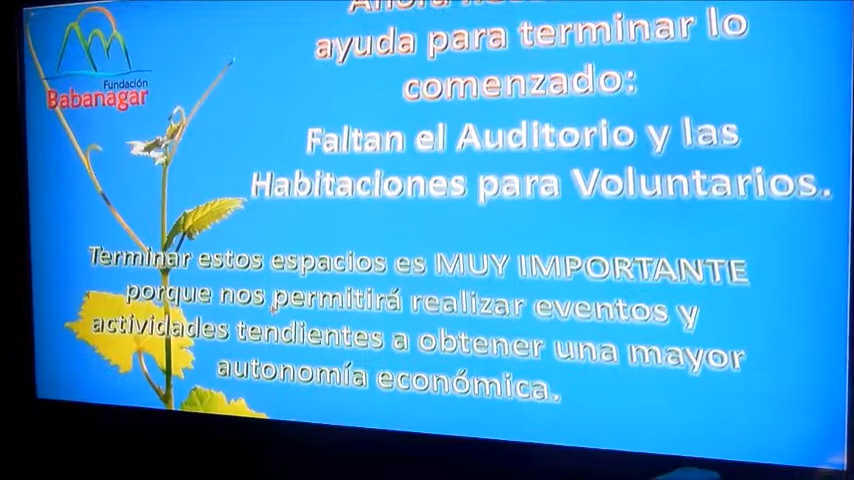 Fundación
Babanagar
ayuda para terminar lo
comenzado:
Faltan el Auditorio y las
Habitaciones para Voluntarios.
Terminar estos espacios es MUY IMPORTANTE
porque nos permitirá realizar eventos y
actividades tendientes a obtener una mayor
autonomía económica.